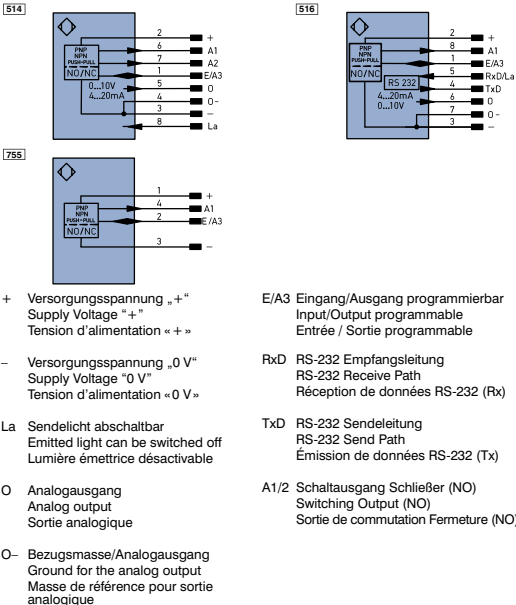 514
PNP
NPN
PUSH-PULL
NO/NC
0...10V
4...20mA
2 +
6 A1
7 A2
1 E/A3
5 O
4 O-
3 –
8 La
516
PNP
NPN
PUSH-PULL
NO/NC
RS 232
4...20mA
0...10V
2 +
8 A1
1 E/A3
5 RxD/La
4 TxD
6 O
7 O-
3 –
755
PNP
NPN
PUSH-PULL
NO/NC
1 +
4 A1
2 E/A3
3 –
+ Versorgungsspannung „+“
Supply Voltage “+”
Tension d’alimentation «+»
– Versorgungsspannung „0 V“
Supply Voltage “0 V”
Tension d’alimentation «0 V»
La Sendelicht abschaltbar
Emitted light can be switched off
Lumière émettrice désactivable
O Analogausgang
Analog output
Sortie analogique
O– Bezugsmasse/Analogausgang
Ground for the analog output
Masse de référence pour sortie
analogique
E/A3 Eingang/Ausgang programmierbar
Input/Output programmable
Entrée / Sortie programmable
RxD RS-232 Empfangsleitung
RS-232 Receive Path
Réception de données RS-232 (Rx)
TxD RS-232 Sendeleitung
RS-232 Send Path
Émission de données RS-232 (Tx)
A1/2 Schaltausgang Schließer (NO)
Switching Output (NO)
Sortie de commutation Fermeture (NO)